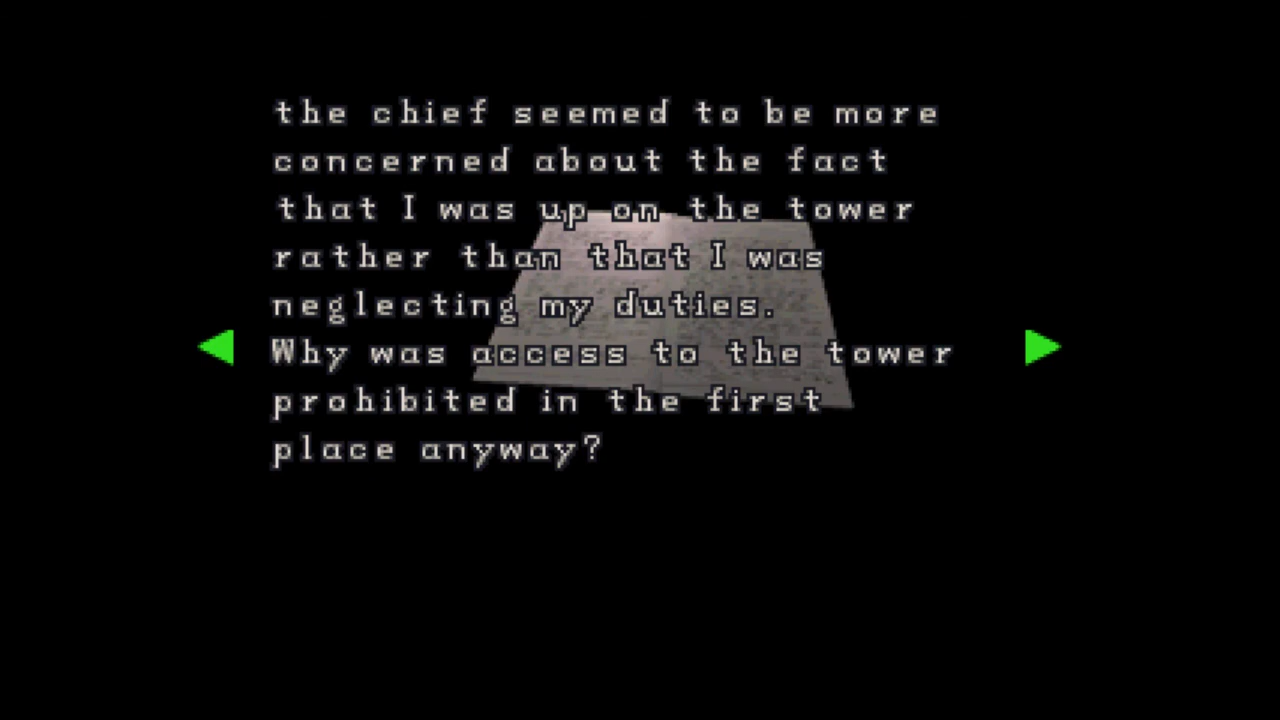 the chief seemed to be more
concerned about the fact
that I was up on the tower
rather than that I was
neglecting my duties.
Why was access to the tower
prohibited in the first
place anyway?